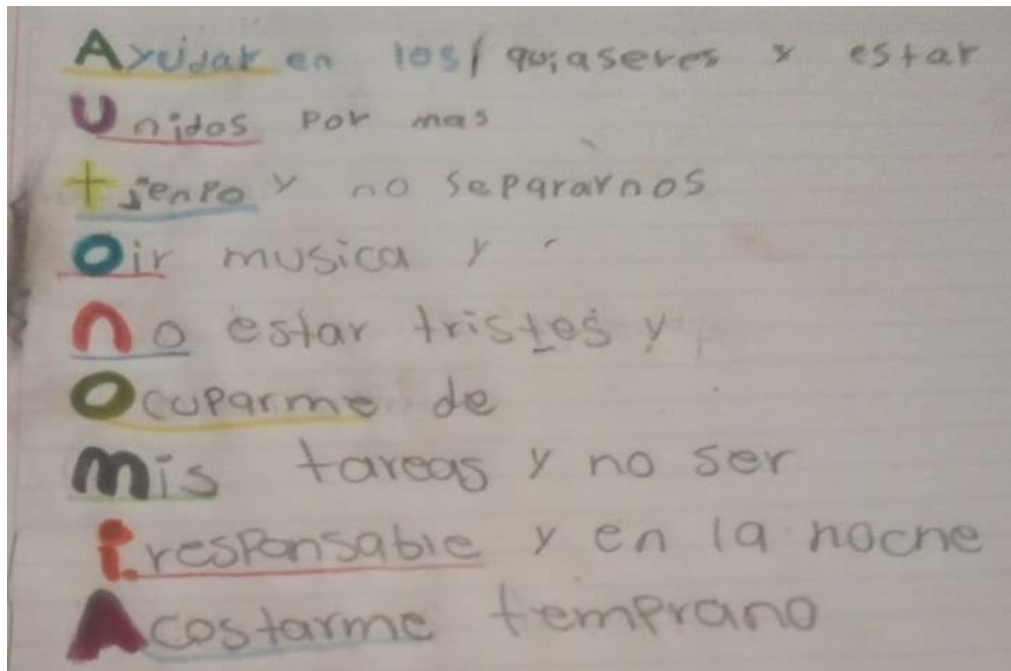 Ayudar en los/quiaseres y estar
Unidos por mas
tienpo y no separarnos
Oir musica y
no estar tristes y
Ocuparme de
mis tareas y no ser
iresponsable y en la noche
Acostarme temprano